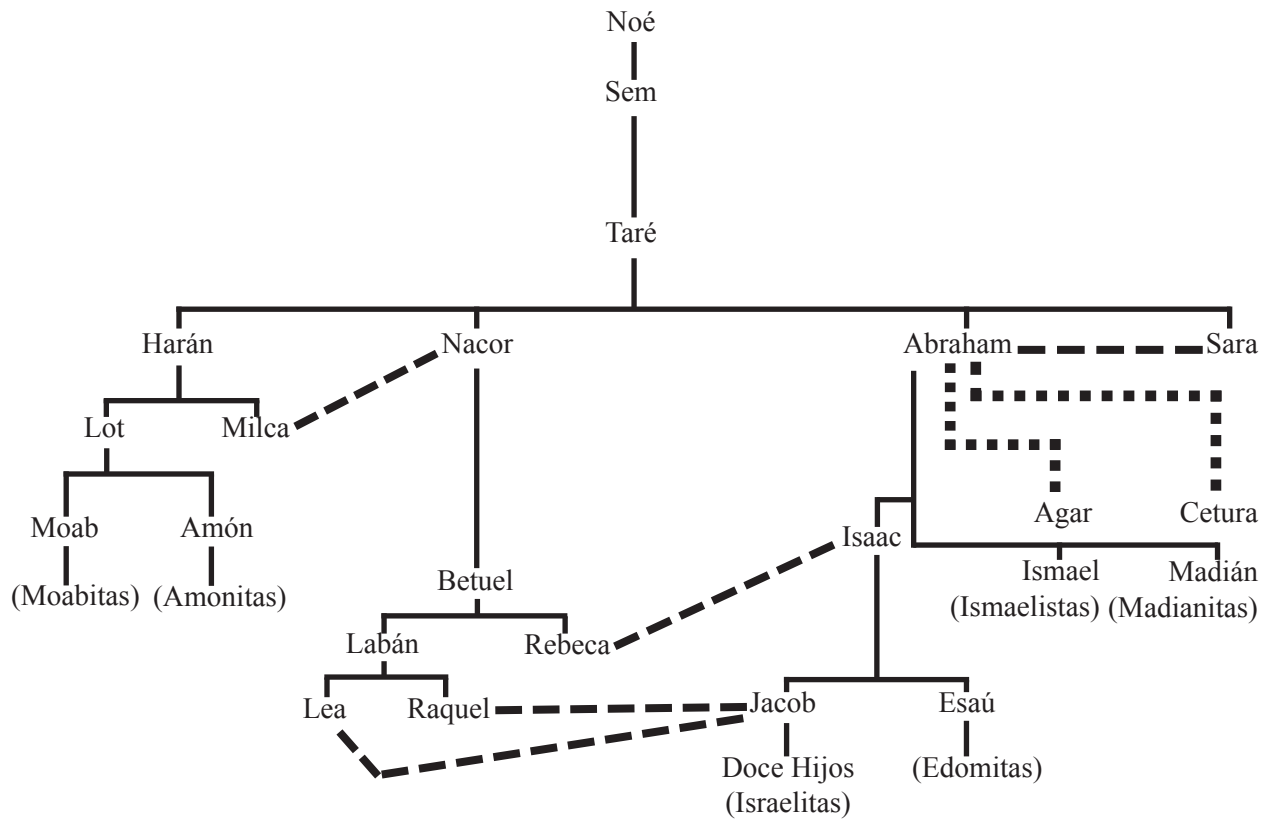 Noé
Sem
Taré
Harán
Nacor
Abraham
Sara
Lot
Milca
Moab
Amón
Agar
Cetura
Isaac
(Moabitas)
(Amonitas)
Betuel
Ismael
Madián
(Ismaelistas)
(Madianitas)
Labán
Rebeca
Lea
Raquel
Jacob
Esaú
Doce Hijos
(Edomitas)
(Israelitas)